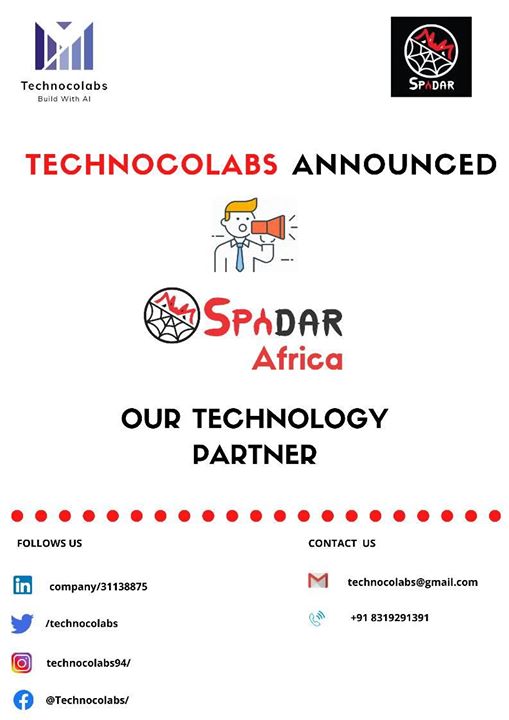 Technocolabs
Build With AI
SPADAR
TECHNOCOLABS ANNOUNCED
SPADAR
Africa
OUR TECHNOLOGY
PARTNER
FOLLOWS US
company/31138875
/technocolabs
technocolabs94/
@Technocolabs/
CONTACT US
technocolabs@gmail.com
+91 8319291391